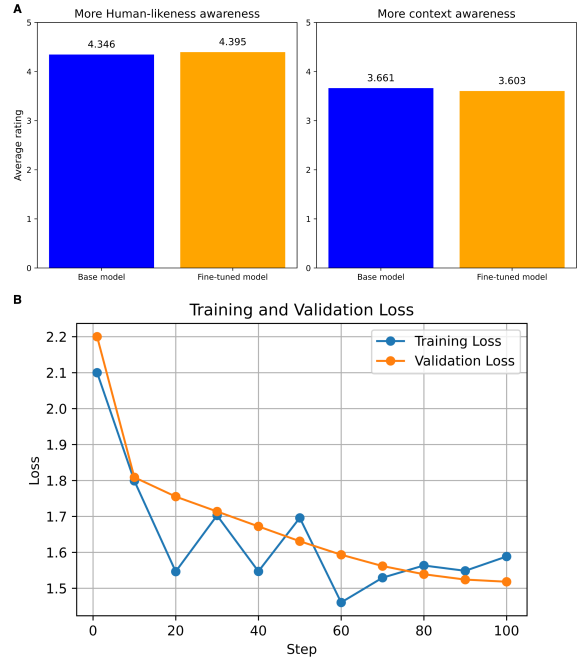 A
More Human-likeness awareness
More context awareness
5
4
3
2
1
0
Average rating
4.346
4.395
Base model
Fine-tuned model
5
4
3
2
1
0
3.661
3.603
Base model
Fine-tuned model
B
Training and Validation Loss
2.2
2.1
2.0
1.9
1.8
1.7
1.6
1.5
Loss
Training Loss
Validation Loss
0
20
40
60
80
100
Step